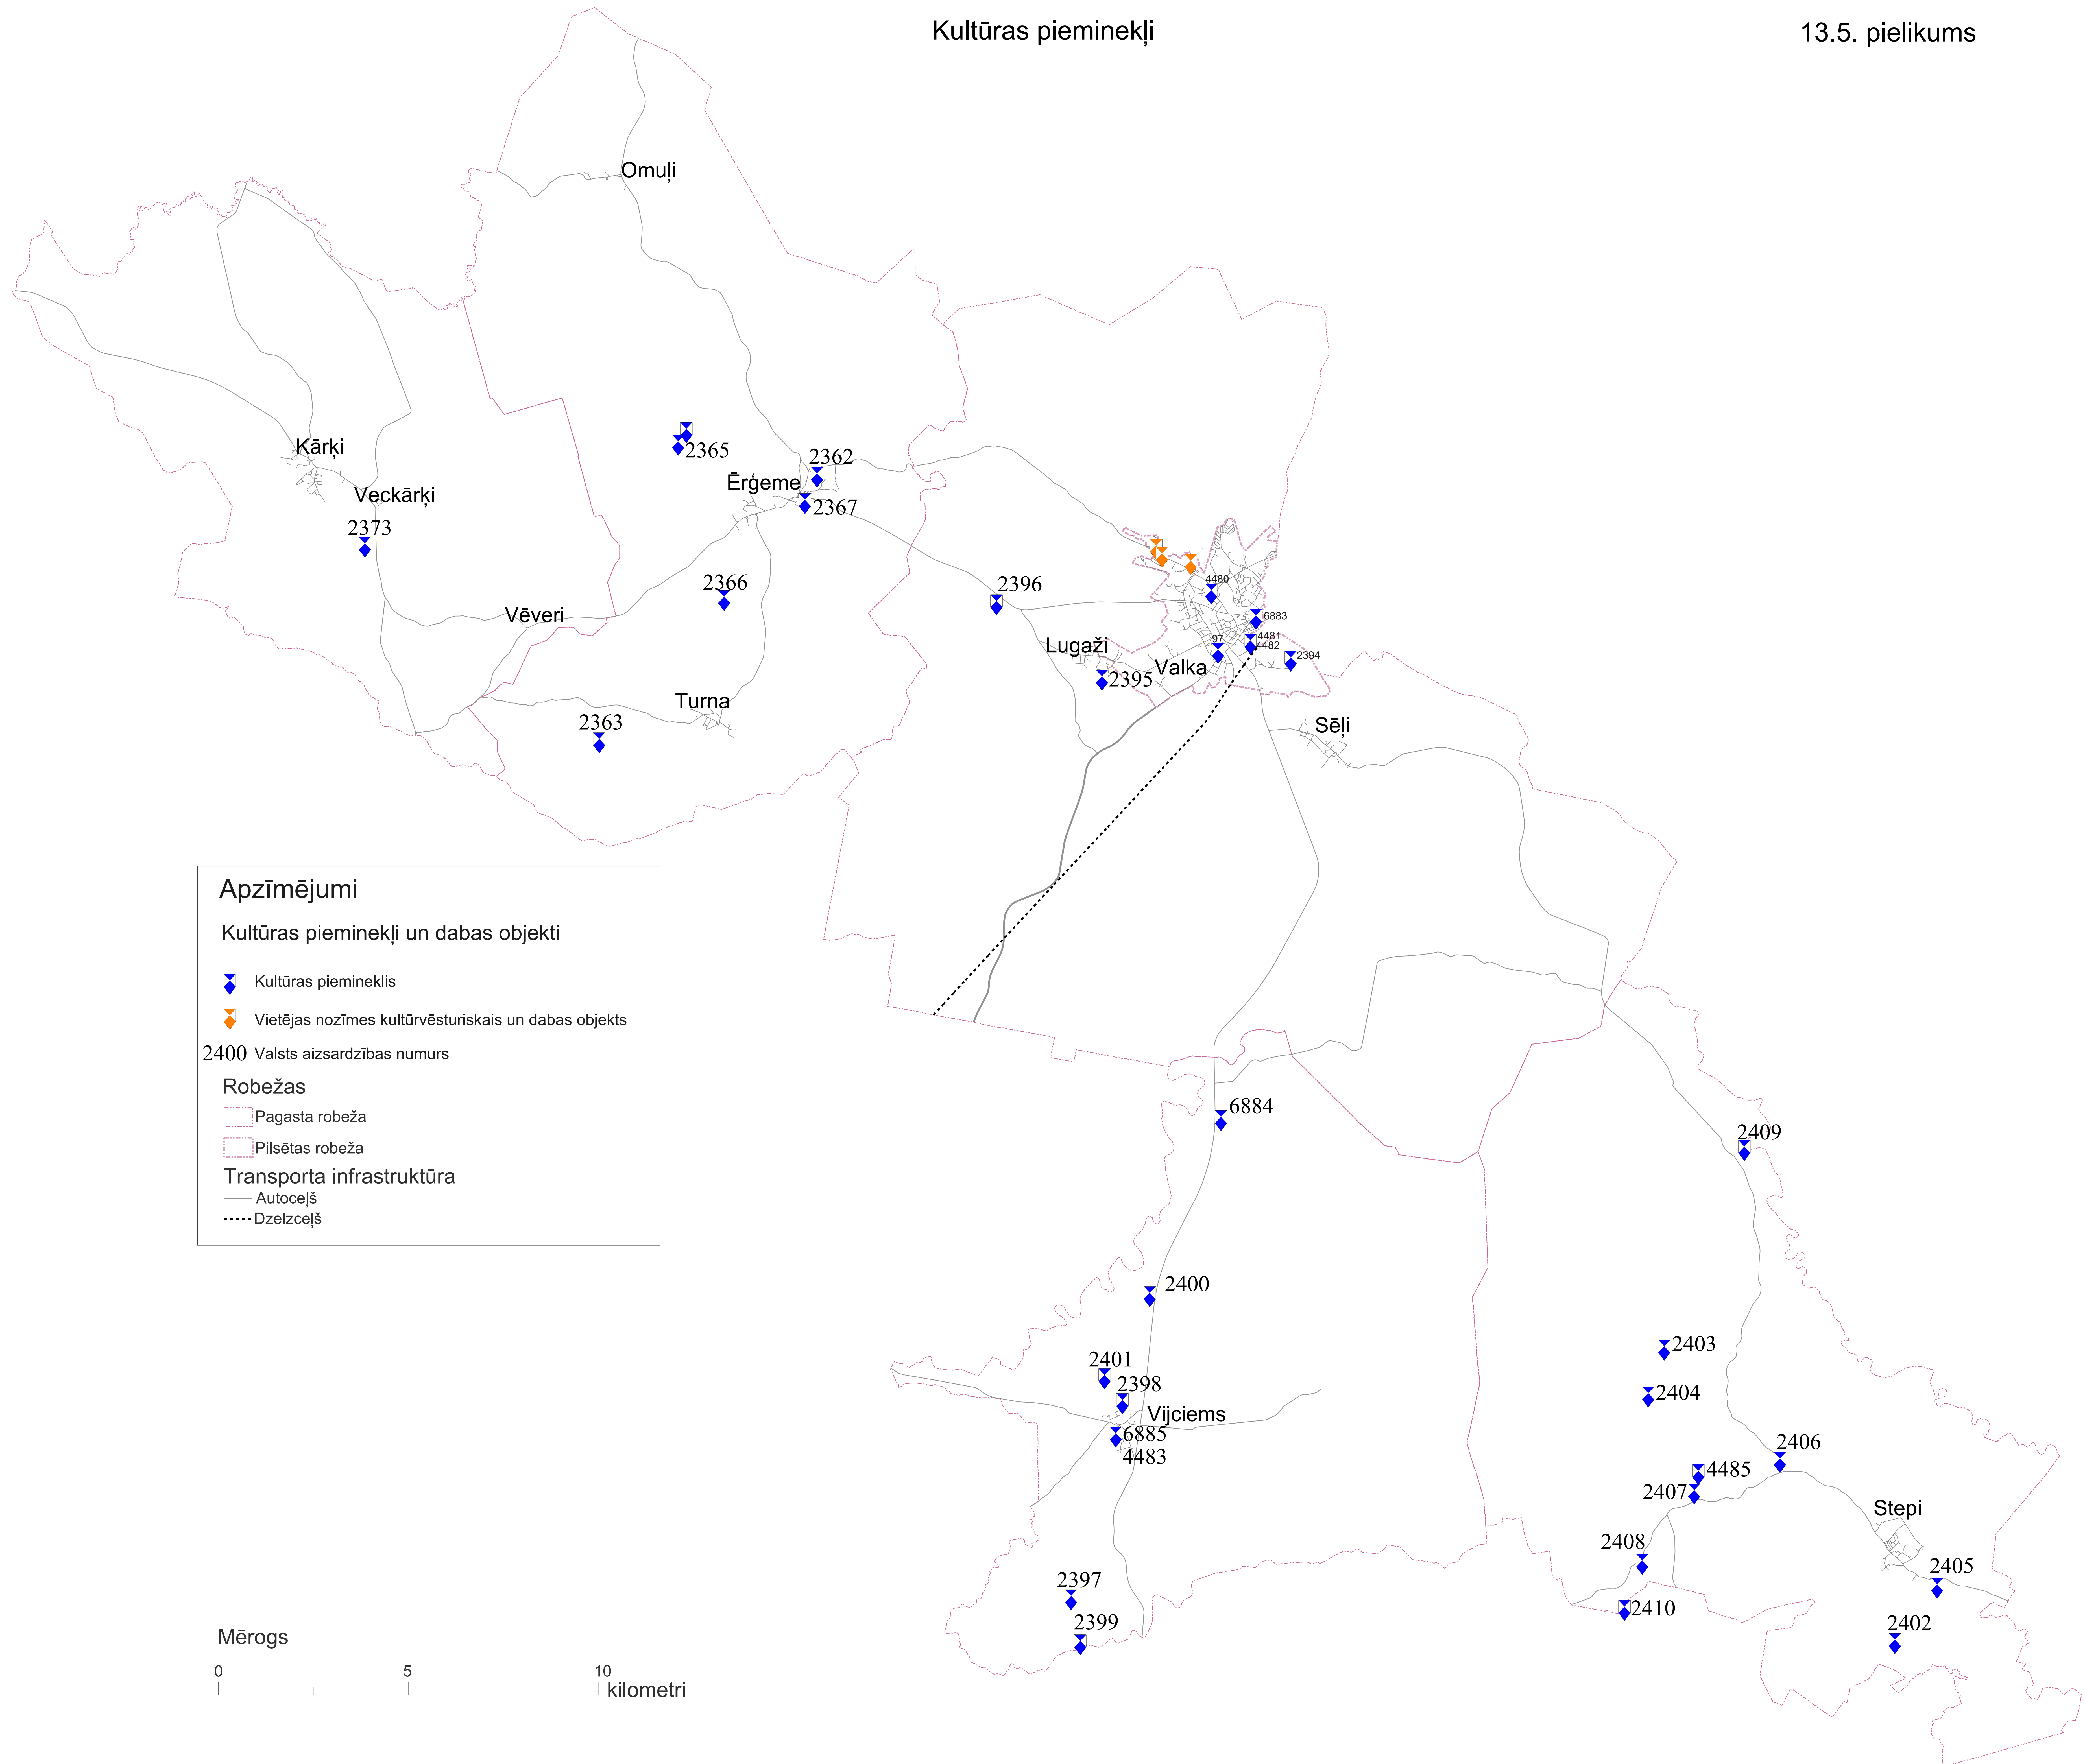 Kultūras pieminekļi
13.5. pielikums
Omuļi
Kārķi
2365
2362
Ērģeme
Veckārķi
2367
2373
2366
2396
4480
6883
Vēveri
97
4481
4482
Lugaži
2394
Valka
2395
Turna
2363
Sēļi
Apzīmējumi
Kultūras pieminekļi un dabas objekti
Kultūras piemineklis
Vietējas nozīmes kultūrvēsturiskais un dabas objekts
2400 Valsts aizsardzības numurs
Robežas
Pagasta robeža
Pilsētas robeža
Transporta infrastruktūra
Autoceļš
Dzelzceļš
6884
2409
2400
2403
2401
2398
2404
Vijciems
6885
4483
2406
4485
2407
Stepi
2408
2405
2397
2410
2399
2402
Mērogs
0 5 10
kilometri